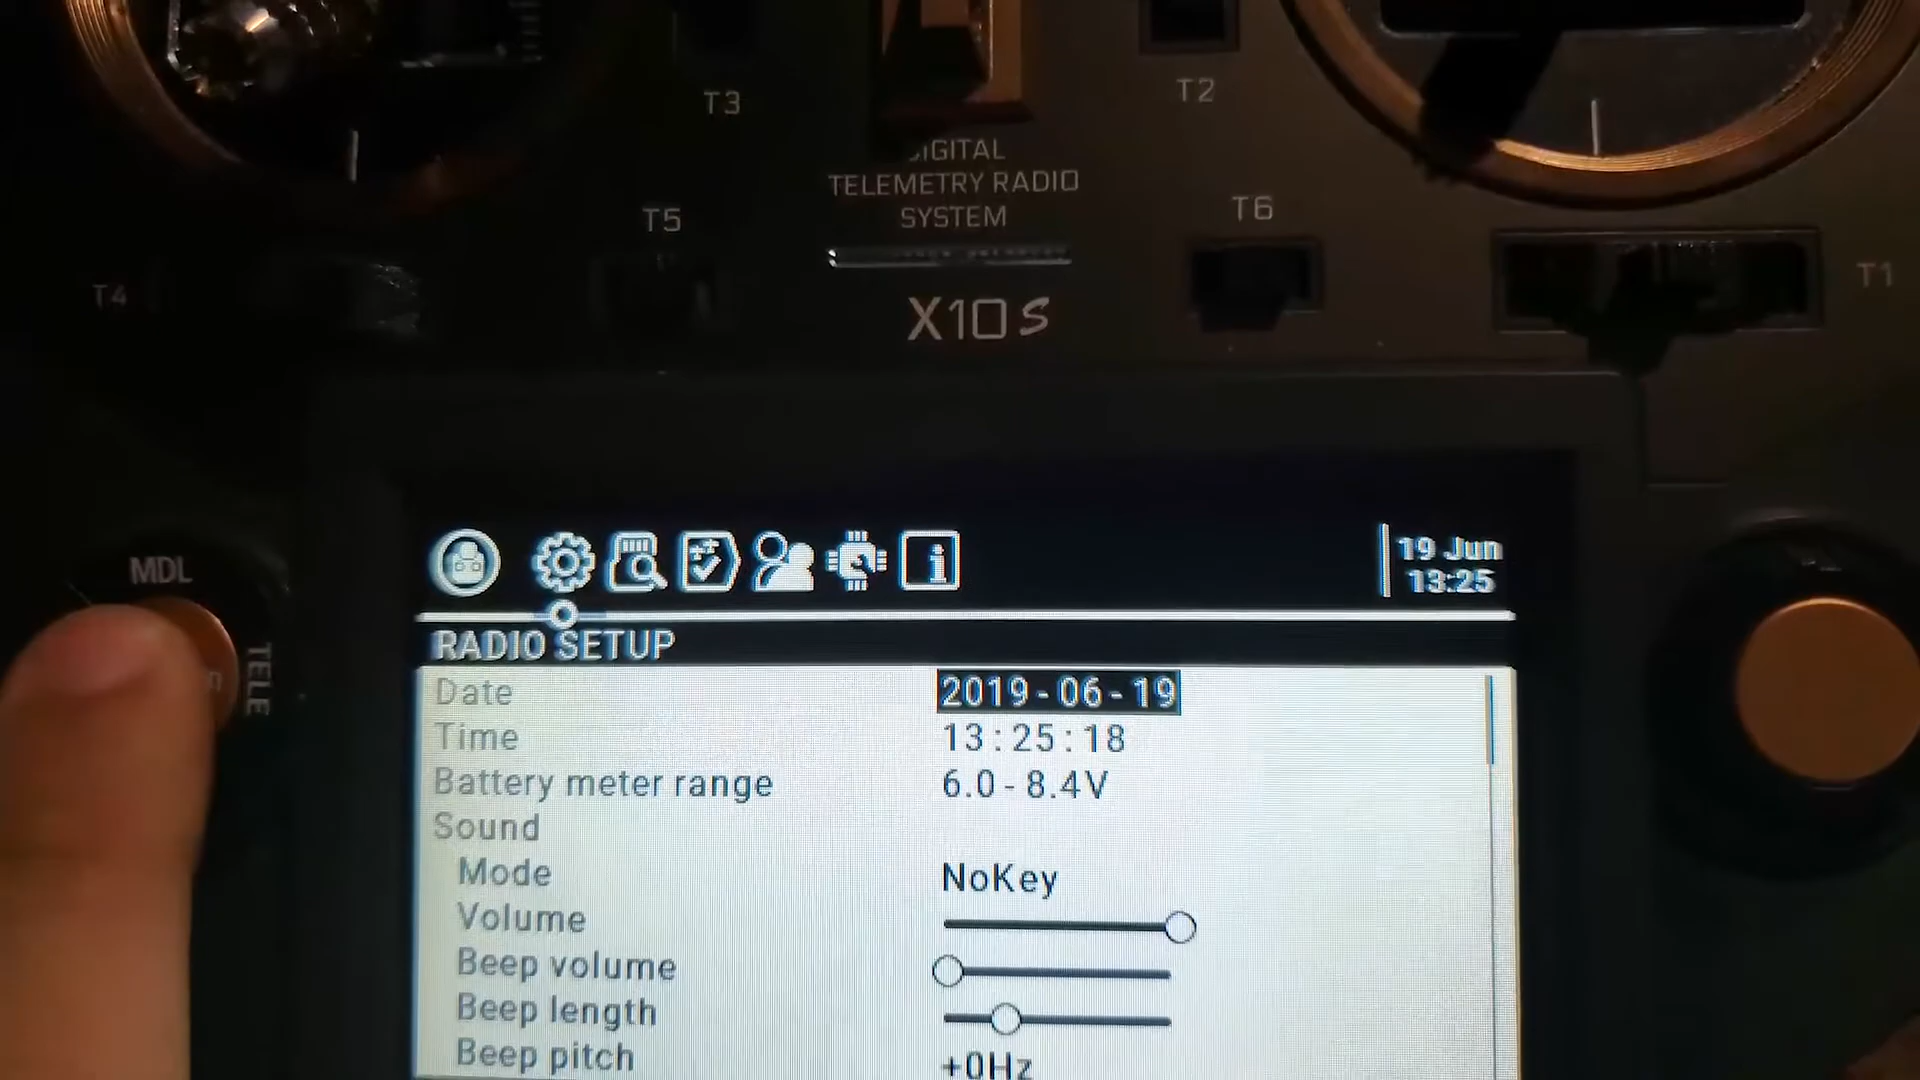 T3
T2
TELEMETRY RADIO
SYSTEM
T5
T6
T4
T1
X10S
MDL
TELE
19 Jun
13:25
RADIO SETUP
Date 2019-06-19
Time 13:25:18
Battery meter range 6.0-8.4V
Sound
Mode NoKey
Volume
Beep volume
Beep length
Beep pitch +0Hz